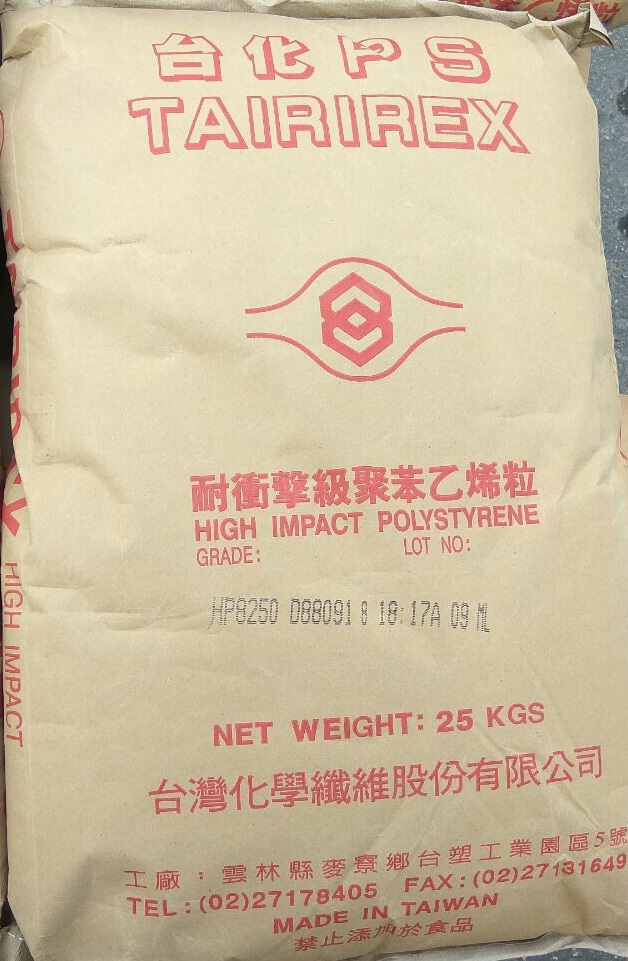 台化PS
TAIRIREX
耐衝擊級聚苯乙烯粒
HIGH IMPACT POLYSTYRENE
GRADE: LOT NO:
HP8250 D88091 8 18:17A 09 ML
NET WEIGHT: 25 KGS
台灣化學纖維股份有限公司
工廠:雲林縣麥寮鄉台塑工業園區5號
TEL:(02)27178405 FAX:(02)27131649
MADE IN TAIWAN
禁止添加於食品
HIGH IMPACT